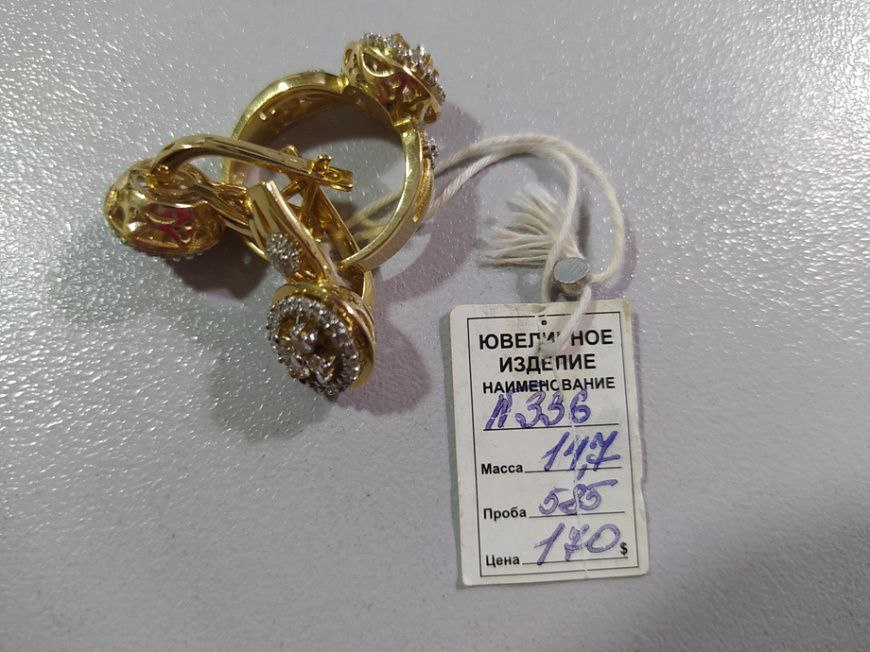 ЮВЕЛИРНОЕ
ИЗДЕЛИЕ
НАИМЕНОВАНИЕ
N 336
Масса 14,7
Проба 585
Цена 170 $